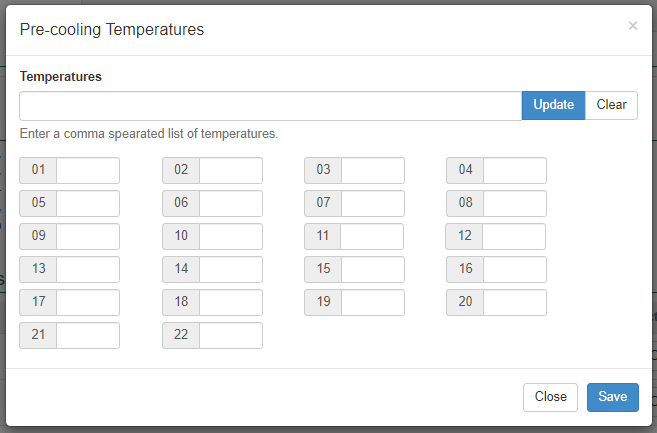 Pre-cooling Temperatures ×
Temperatures
Update Clear
Enter a comma spearated list of temperatures.
01 02 03 04
05 06 07 08
09 10 11 12
13 14 15 16
17 18 19 20
21 22
Close Save